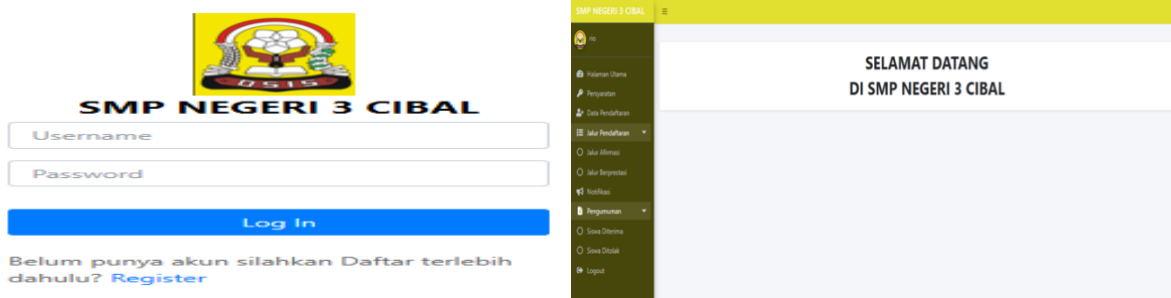 OSIS
SMP NEGERI 3 CIBAL
Username
Password
Log In
Belum punya akun silahkan Daftar terlebih
dahulu? Register
SMP NEGERI 3 CIBAL
no
Halaman Utama
Persyaratan
Data Pendaftaran
Jalur Pendaftaran
Jalur Afirmasi
Jalur Berprestasi
Notifikasi
Pengumuman
Siswa Diterima
Siswa Ditolak
Logout
SELAMAT DATANG
DI SMP NEGERI 3 CIBAL